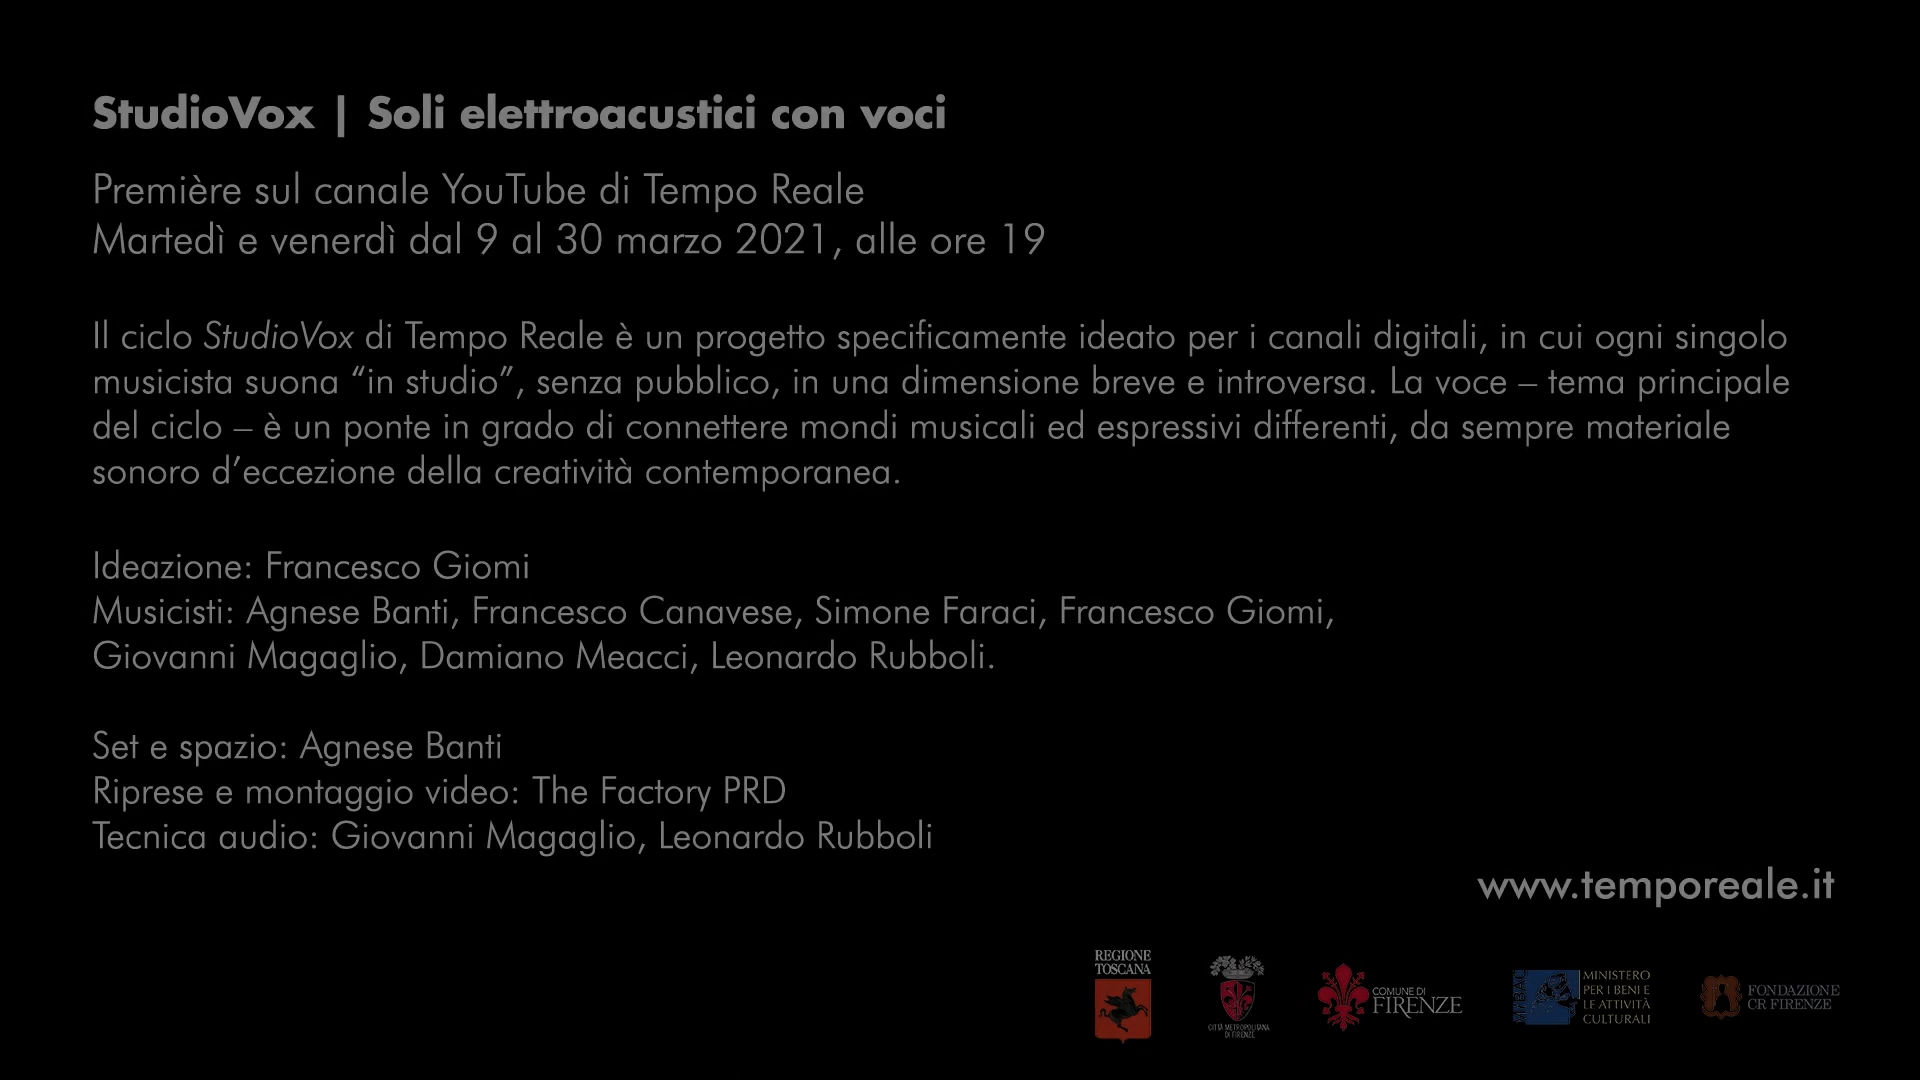 StudioVox | Soli elettroacustici con voci
Première sul canale YouTube di Tempo Reale
Martedì e venerdì dal 9 al 30 marzo 2021, alle ore 19
Il ciclo StudioVox di Tempo Reale è un progetto specificamente ideato per i canali digitali, in cui ogni singolo
musicista suona “in studio”, senza pubblico, in una dimensione breve e introversa. La voce – tema principale
del ciclo – è un ponte in grado di connettere mondi musicali ed espressivi differenti, da sempre materiale
sonoro d’eccezione della creatività contemporanea.
Ideazione: Francesco Giomi
Musicisti: Agnese Banti, Francesco Canavese, Simone Faraci, Francesco Giomi,
Giovanni Magaglio, Damiano Meacci, Leonardo Rubboli.
Set e spazio: Agnese Banti
Riprese e montaggio video: The Factory PRD
Tecnica audio: Giovanni Magaglio, Leonardo Rubboli
www.temporeale.it
REGIONE
TOSCANA
CITTÀ METROPOLITANA
DI FIRENZE
COMUNE DI
FIRENZE
MINISTERO
PER I BENI E
LE ATTIVITÀ
CULTURALI
FONDAZIONE
CR FIRENZE